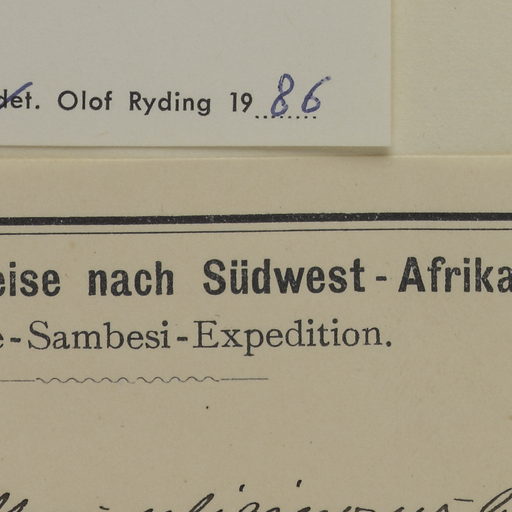 det. Olof Ryding 1986
eise nach Südwest-Afrika
e-Sambesi-Expedition.